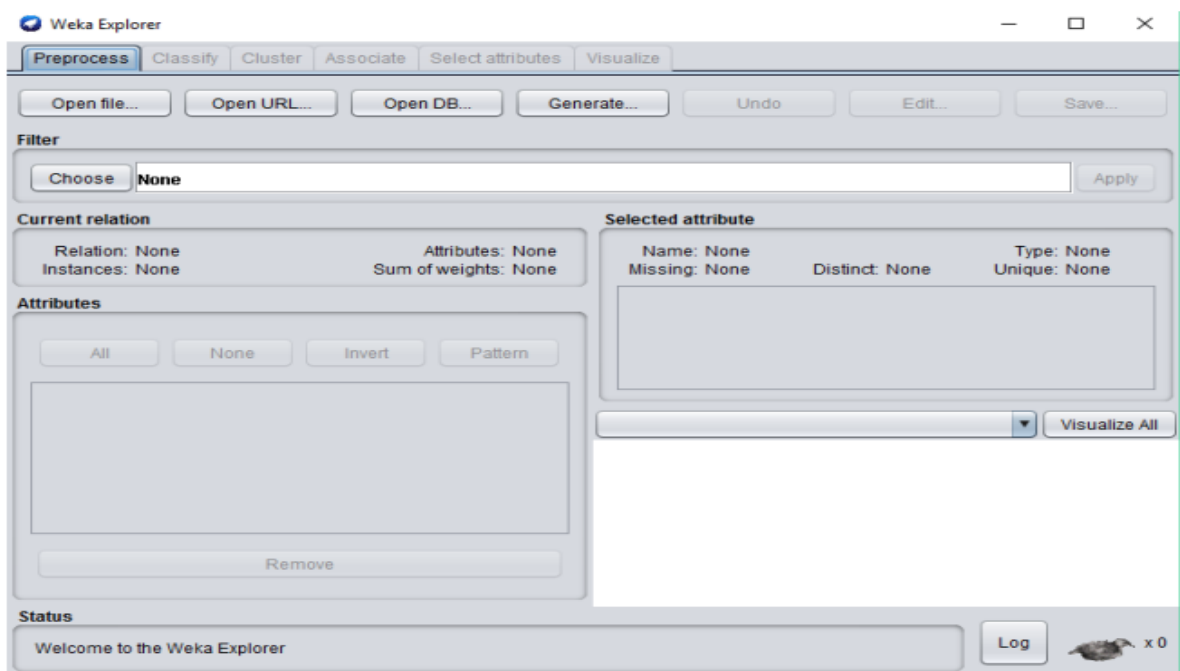 Weka Explorer
Preprocess Classify Cluster Associate Select attributes Visualize
Open file... Open URL... Open DB... Generate... Undo Edit... Save...
Filter
Choose None Apply
Current relation
Relation: None Attributes: None
Instances: None Sum of weights: None
Selected attribute
Name: None Type: None
Missing: None Distinct: None Unique: None
Attributes
All None Invert Pattern
Remove
Visualize All
Status
Welcome to the Weka Explorer
Log x 0